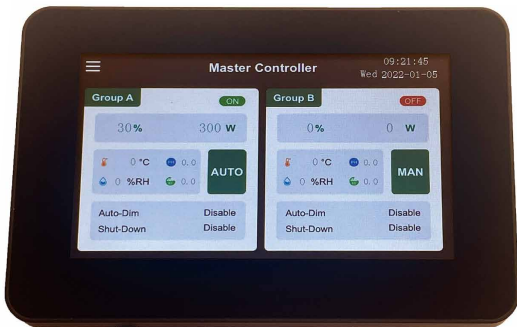 Master Controller
09:21:45
Wed 2022-01-05
Group A
ON
30% 300 W
0 °C 0.0
0 %RH 0.0
AUTO
Auto-Dim Disable
Shut-Down Disable
Group B
OFF
0% 0 W
0 °C 0.0
0 %RH 0.0
MAN
Auto-Dim Disable
Shut-Down Disable